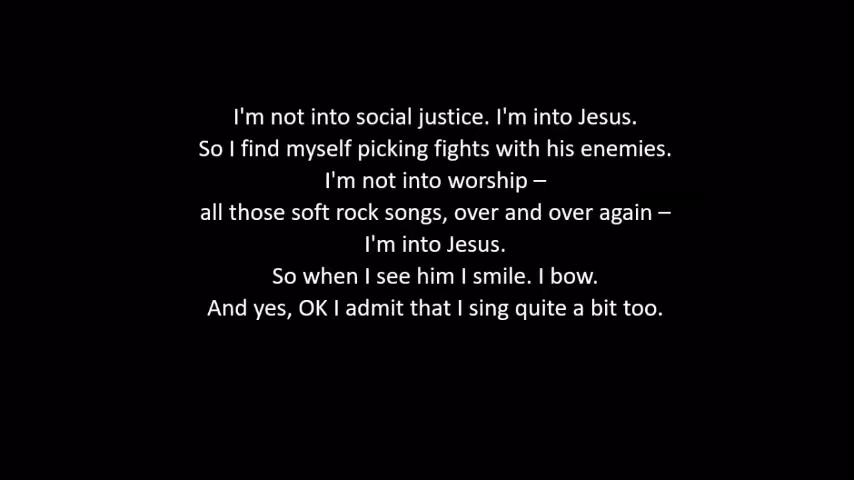 I'm not into social justice. I'm into Jesus.
So I find myself picking fights with his enemies.
I'm not into worship –
all those soft rock songs, over and over again –
I'm into Jesus.
So when I see him I smile. I bow.
And yes, OK I admit that I sing quite a bit too.